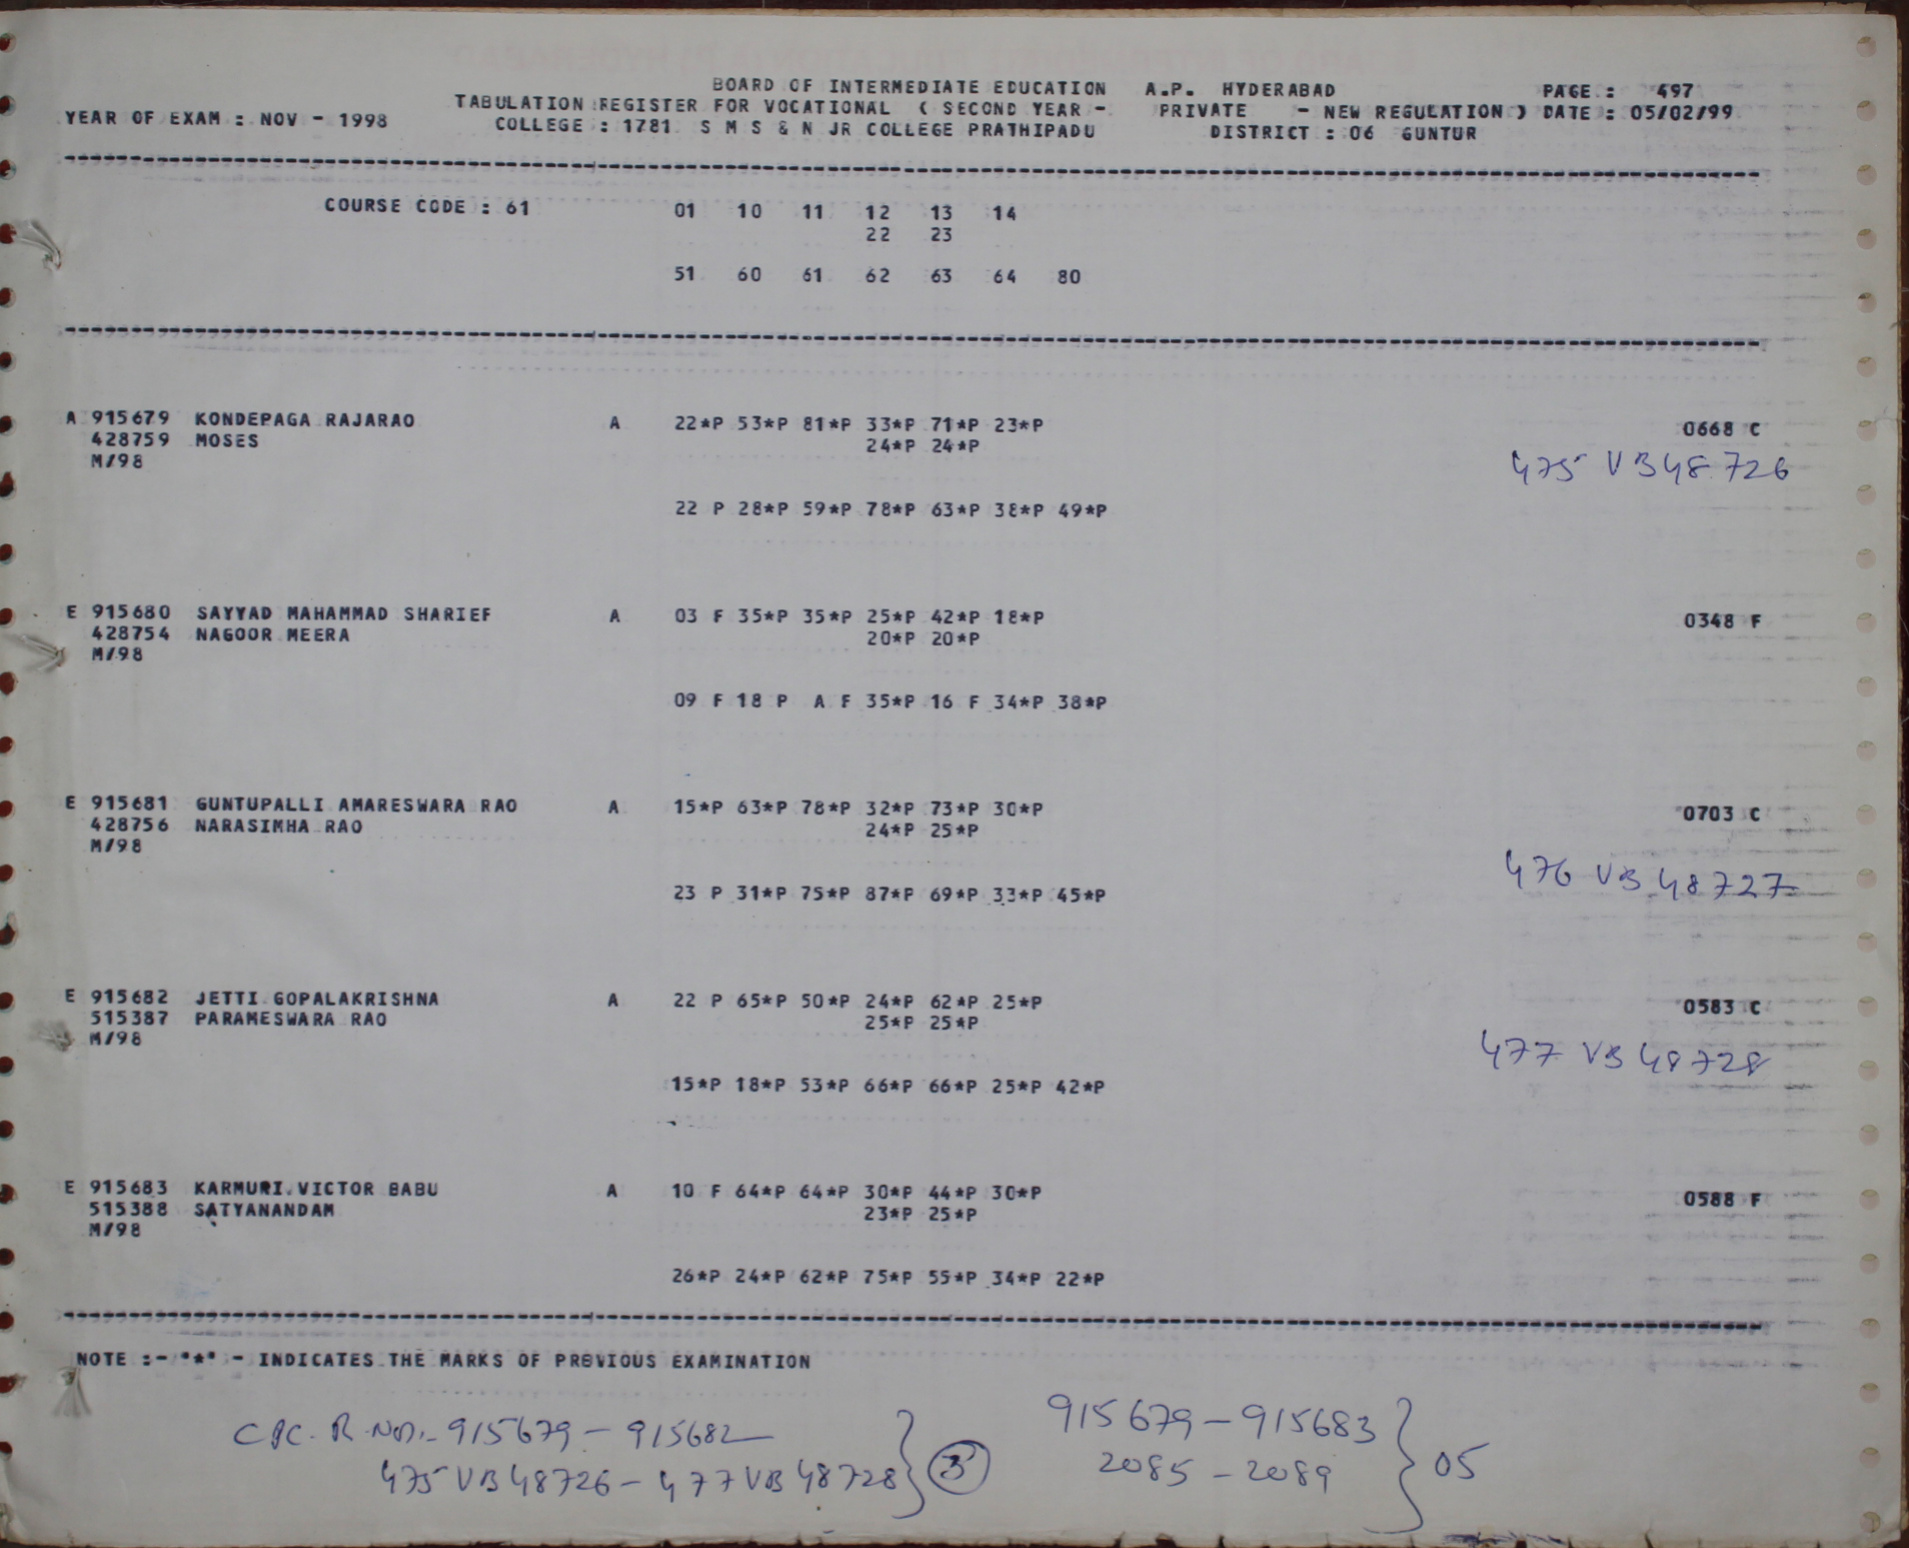 BOARD OF INTERMEDIATE EDUCATION A.P. HYDERABAD PAGE : 497
TABULATION REGISTER FOR VOCATIONAL ( SECOND YEAR - PRIVATE - NEW REGULATION ) DATE : 05/02/99
YEAR OF EXAM : NOV - 1998
COLLEGE : 1781 S M S & N JR COLLEGE PRATHIPADU DISTRICT : 06 GUNTUR
COURSE CODE : 61 01 10 11 12 13 14
22 23
51 60 61 62 63 64 80
A 915679 KONDEPAGA RAJARAO A 22*P 53*P 81*P 33*P 71*P 23*P 0668 C
428759 MOSES 24*P 24*P
M/98 475 VB48726
22 P 28*P 59*P 78*P 63*P 38*P 49*P
E 915680 SAYYAD MAHAMMAD SHARIEF A 03 F 35*P 35*P 25*P 42*P 18*P 0348 F
428754 NAGOOR MEERA 20*P 20*P
M/98
09 F 18 P A F 35*P 16 F 34*P 38*P
E 915681 GUNTUPALLI AMARESWARA RAO A 15*P 63*P 78*P 32*P 73*P 30*P 0703 C
428756 NARASIMHA RAO 24*P 25*P
M/98
476 VB 48727
23 P 31*P 75*P 87*P 69*P 33*P 45*P
E 915682 JETTI GOPALAKRISHNA A 22 P 65*P 50*P 24*P 62*P 25*P 0583 C
515387 PARAMESWARA RAO 25*P 25*P
M/98 477 VB 48728
15*P 18*P 53*P 66*P 66*P 25*P 42*P
E 915683 KARMURI VICTOR BABU A 10 F 64*P 64*P 30*P 44*P 30*P 0588 F
515388 SATYANANDAM 23*P 25*P
M/98
26*P 24*P 62*P 75*P 55*P 34*P 22*P
NOTE :- "*" - INDICATES THE MARKS OF PREVIOUS EXAMINATION
R.No. 915679 - 915682
475 VB 48726 - 477 VB 48728 } 3
915679 - 915683
2085 - 2089 } 05